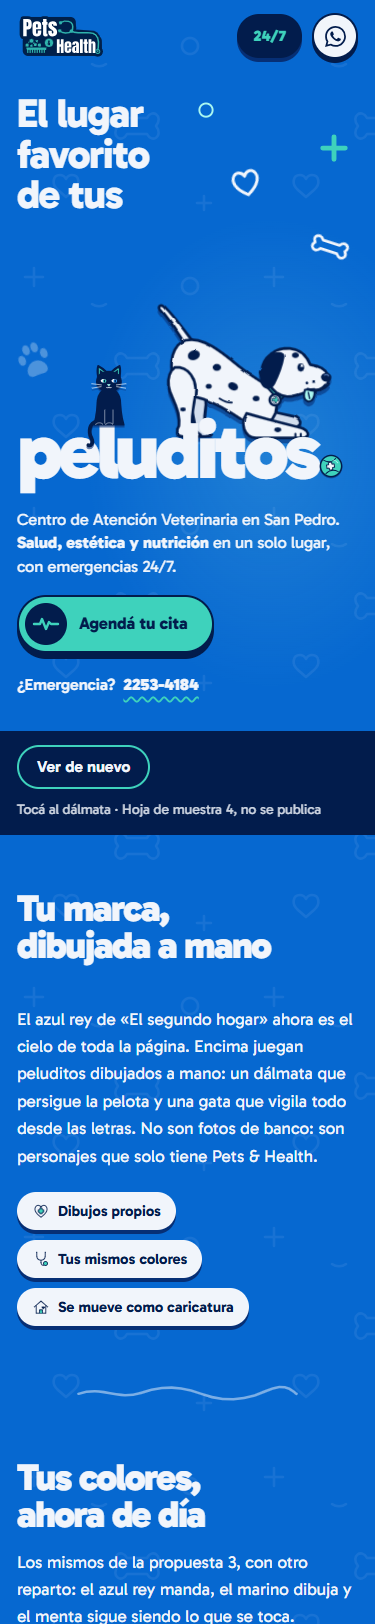 Pets
Health
24/7
El lugar
favorito
de tus
peluditos
Centro de Atención Veterinaria en San Pedro.
Salud, estética y nutrición en un solo lugar,
con emergencias 24/7.
Agendá tu cita
¿Emergencia? 2253-4184
Ver de nuevo
Tocá al dálmata · Hoja de muestra 4, no se publica
Tu marca,
dibujada a mano
El azul rey de «El segundo hogar» ahora es el
cielo de toda la página. Encima juegan
peluditos dibujados a mano: un dálmata que
persigue la pelota y una gata que vigila todo
desde las letras. No son fotos de banco: son
personajes que solo tiene Pets & Health.
Dibujos propios
Tus mismos colores
Se mueve como caricatura
Tus colores,
ahora de día
Los mismos de la propuesta 3, con otro
reparto: el azul rey manda, el marino dibuja y
el menta sigue siendo lo que se toca.